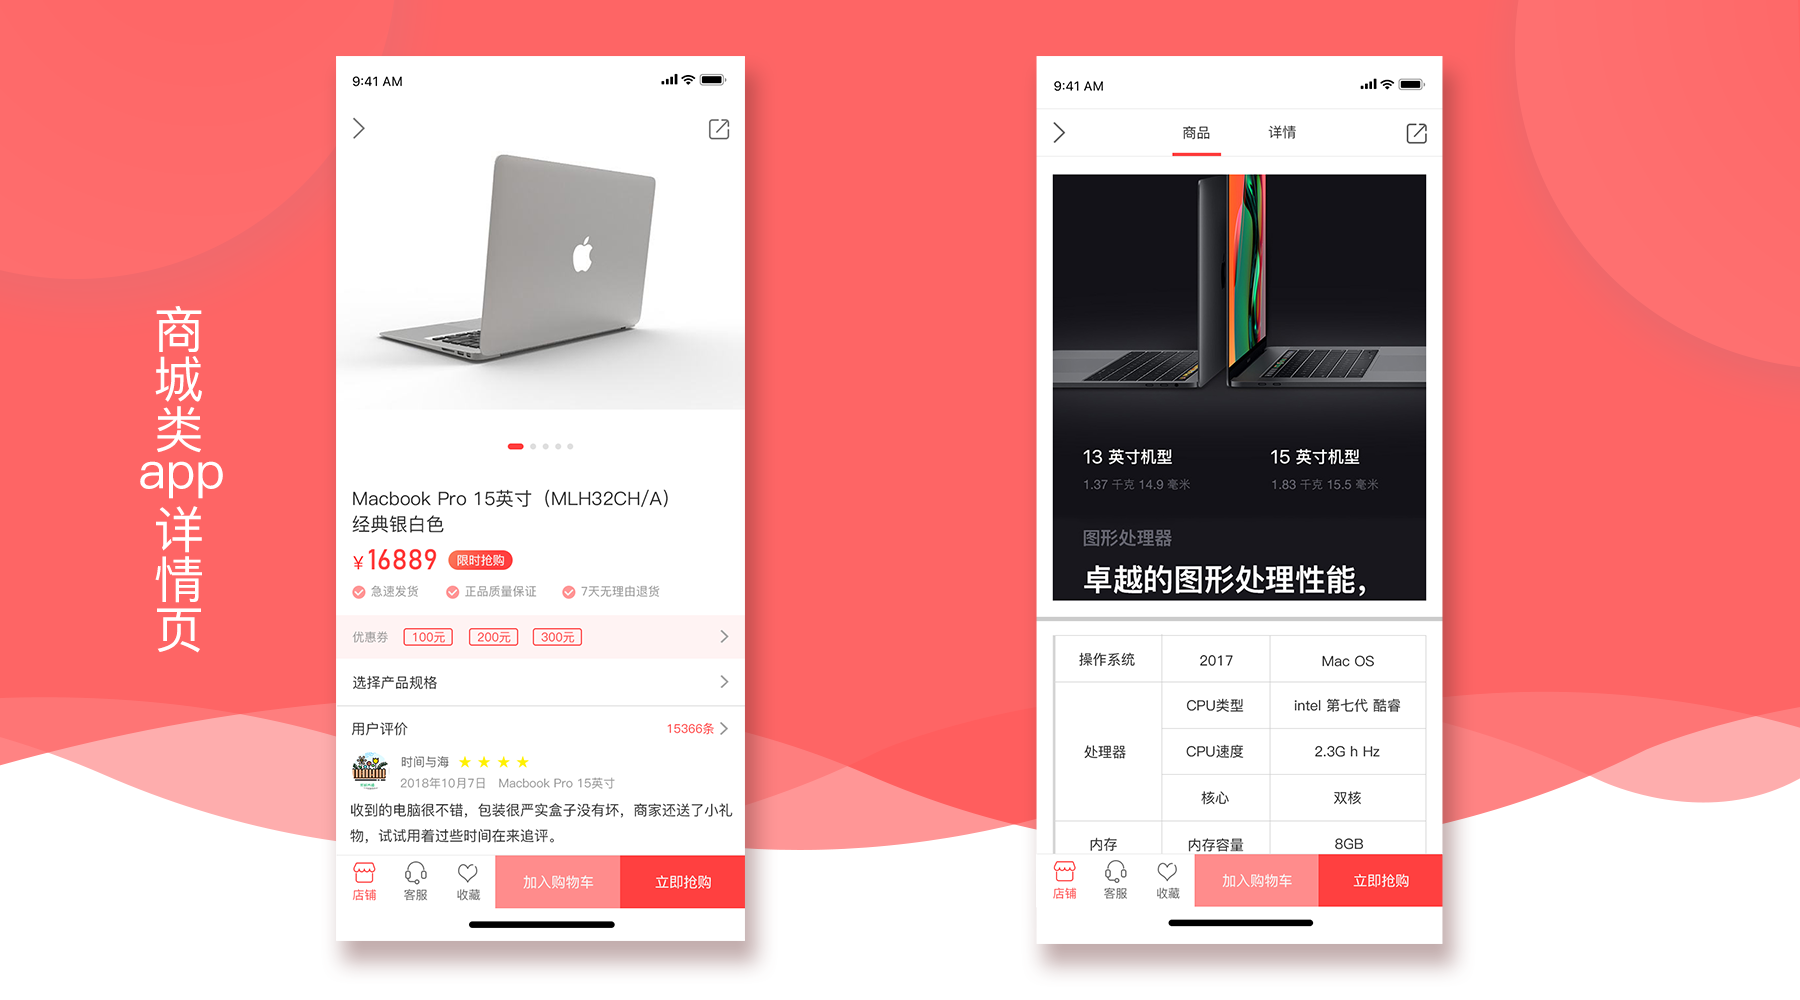 商城类app详情页
9:41 AM
Macbook Pro 15英寸（MLH32CH/A）
经典银白色
¥16889 限时抢购
急速发货 正品质量保证 7天无理由退货
优惠券 100元 200元 300元
选择产品规格
用户评价 15366条
时间与海
2018年10月7日 Macbook Pro 15英寸
收到的电脑很不错，包装很严实盒子没有坏，商家还送了小礼
物，试试用着过些时间在来追评。
店铺 客服 收藏 加入购物车 立即抢购
9:41 AM
商品 详情
13 英寸机型 15 英寸机型
1.37 千克 14.9 毫米 1.83 千克 15.5 毫米
图形处理器
卓越的图形处理性能，
操作系统 2017 Mac OS
CPU类型 intel 第七代 酷睿
处理器 CPU速度 2.3G h Hz
核心 双核
内存 内存容量 8GB
店铺 客服 收藏 加入购物车 立即抢购